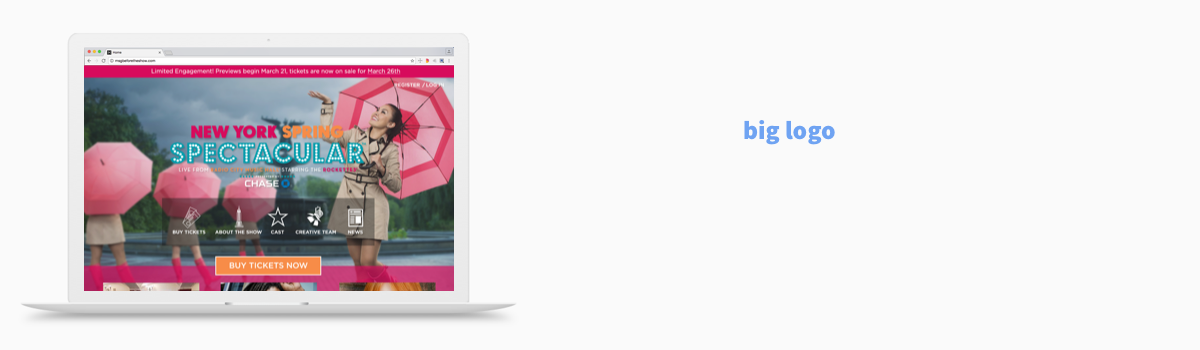 Home
Limited Engagement! Previews begin March 21, tickets are now on sale for March 26th
REGISTER / LOG IN
NEW YORK SPRING
SPECTACULAR
LIVE FROM
STARRING THE ROCKETTES
CHASE
BUY TICKETS
ABOUT THE SHOW
CAST
CREATIVE TEAM
NEWS
BUY TICKETS NOW
big logo